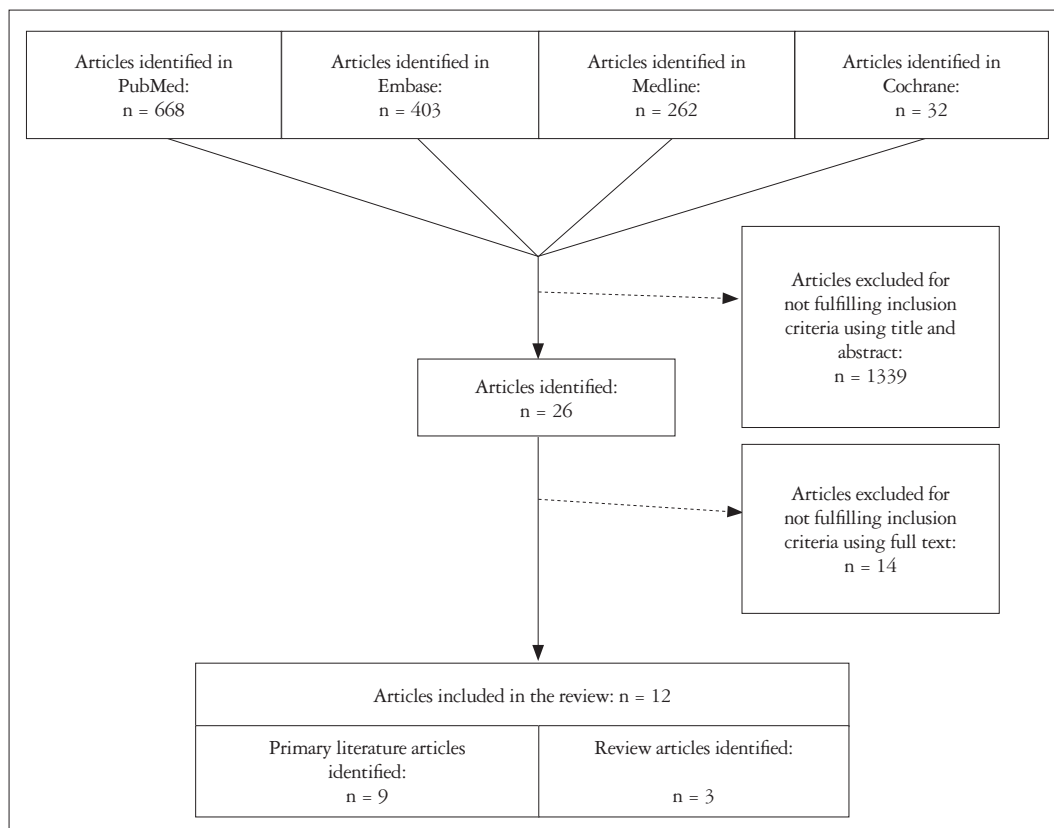 Articles identified in
PubMed:
n = 668
Articles identified in
Embase:
n = 403
Articles identified in
Medline:
n = 262
Articles identified in
Cochrane:
n = 32
Articles excluded for
not fulfilling inclusion
criteria using title and
abstract:
n = 1339
Articles identified:
n = 26
Articles excluded for
not fulfilling inclusion
criteria using full text:
n = 14
Articles included in the review: n = 12
Primary literature articles
identified:
n = 9
Review articles identified:
n = 3